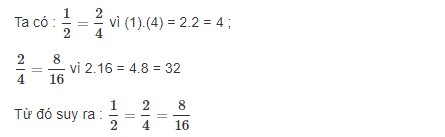 Ta có : 1/2 = 2/4 vì (1).(4) = 2.2 = 4 ;
2/4 = 8/16 vì 2.16 = 4.8 = 32
Từ đó suy ra : 1/2 = 2/4 = 8/16